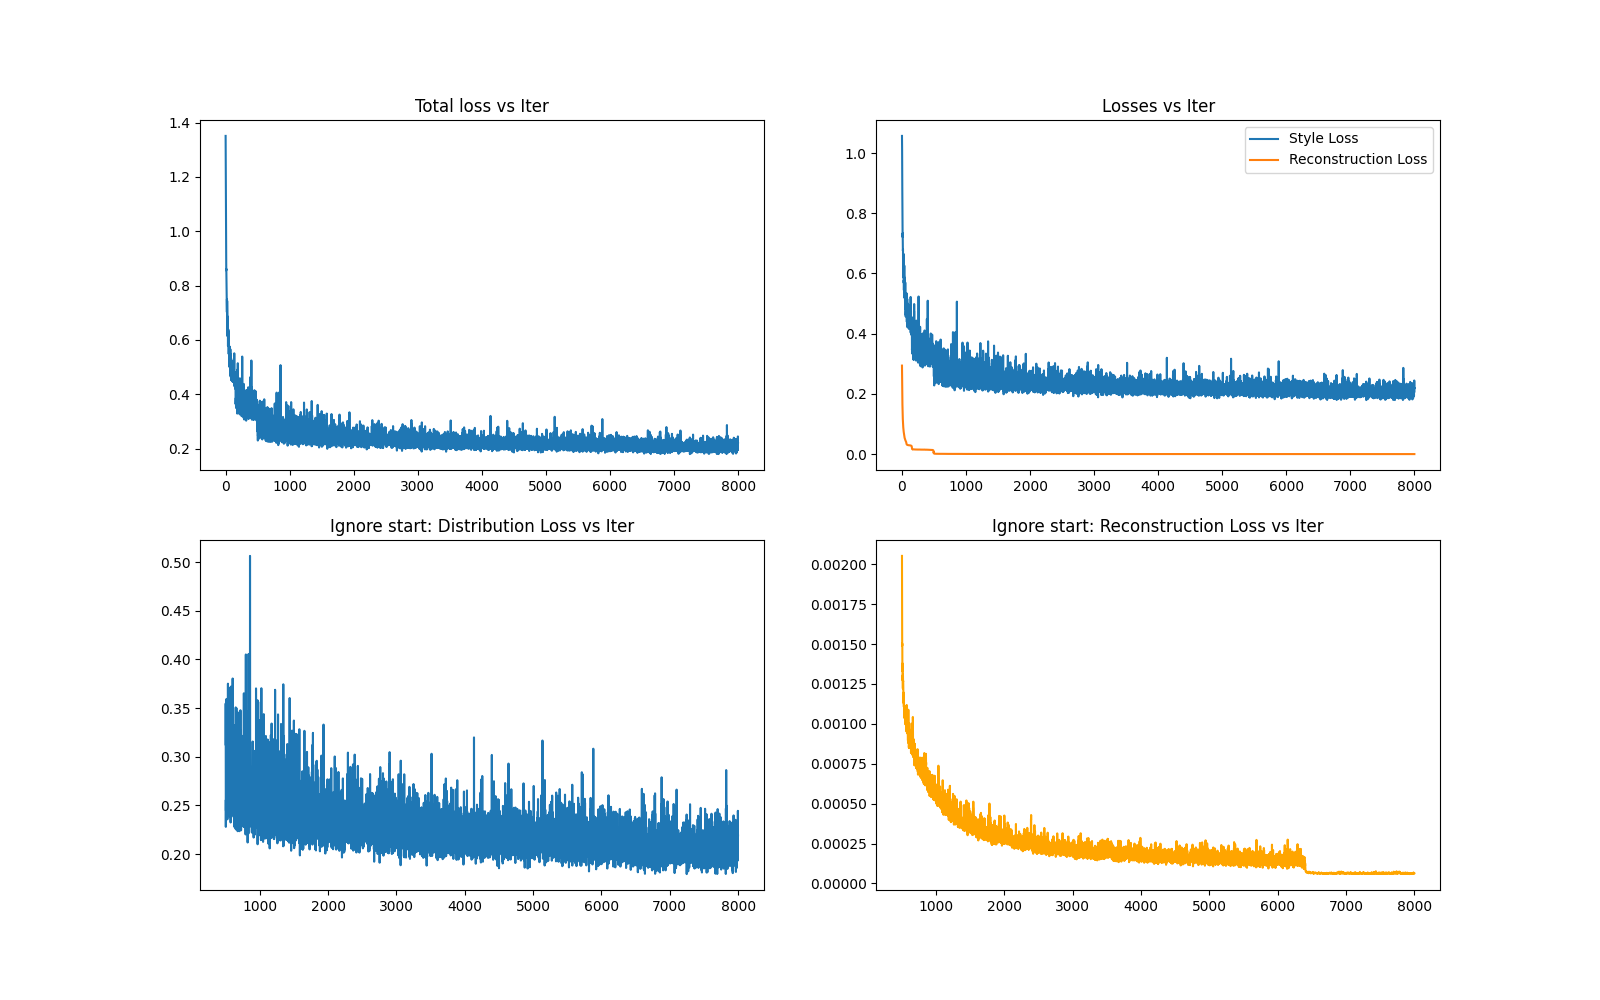 Total loss vs Iter
1.4
1.2
1.0
0.8
0.6
0.4
0.2
0 1000 2000 3000 4000 5000 6000 7000 8000
Losses vs Iter
Style Loss
Reconstruction Loss
1.0
0.8
0.6
0.4
0.2
0.0
0 1000 2000 3000 4000 5000 6000 7000 8000
Ignore start: Distribution Loss vs Iter
0.50
0.45
0.40
0.35
0.30
0.25
0.20
1000 2000 3000 4000 5000 6000 7000 8000
Ignore start: Reconstruction Loss vs Iter
0.00200
0.00175
0.00150
0.00125
0.00100
0.00075
0.00050
0.00025
0.00000
1000 2000 3000 4000 5000 6000 7000 8000